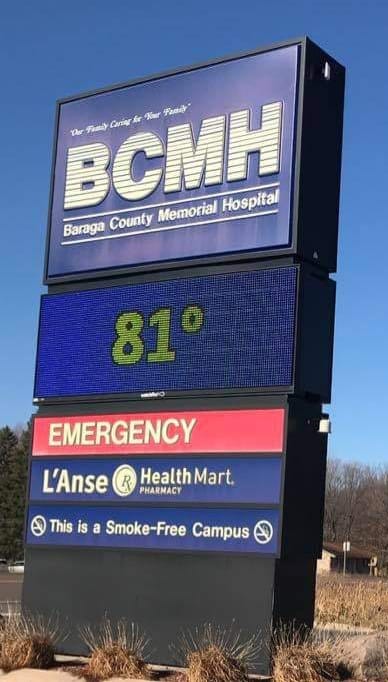 "Our Family Caring for Your Family"
BCMH
Baraga County Memorial Hospital
81°
EMERGENCY
L'Anse ℞ Health Mart.
PHARMACY
This is a Smoke-Free Campus